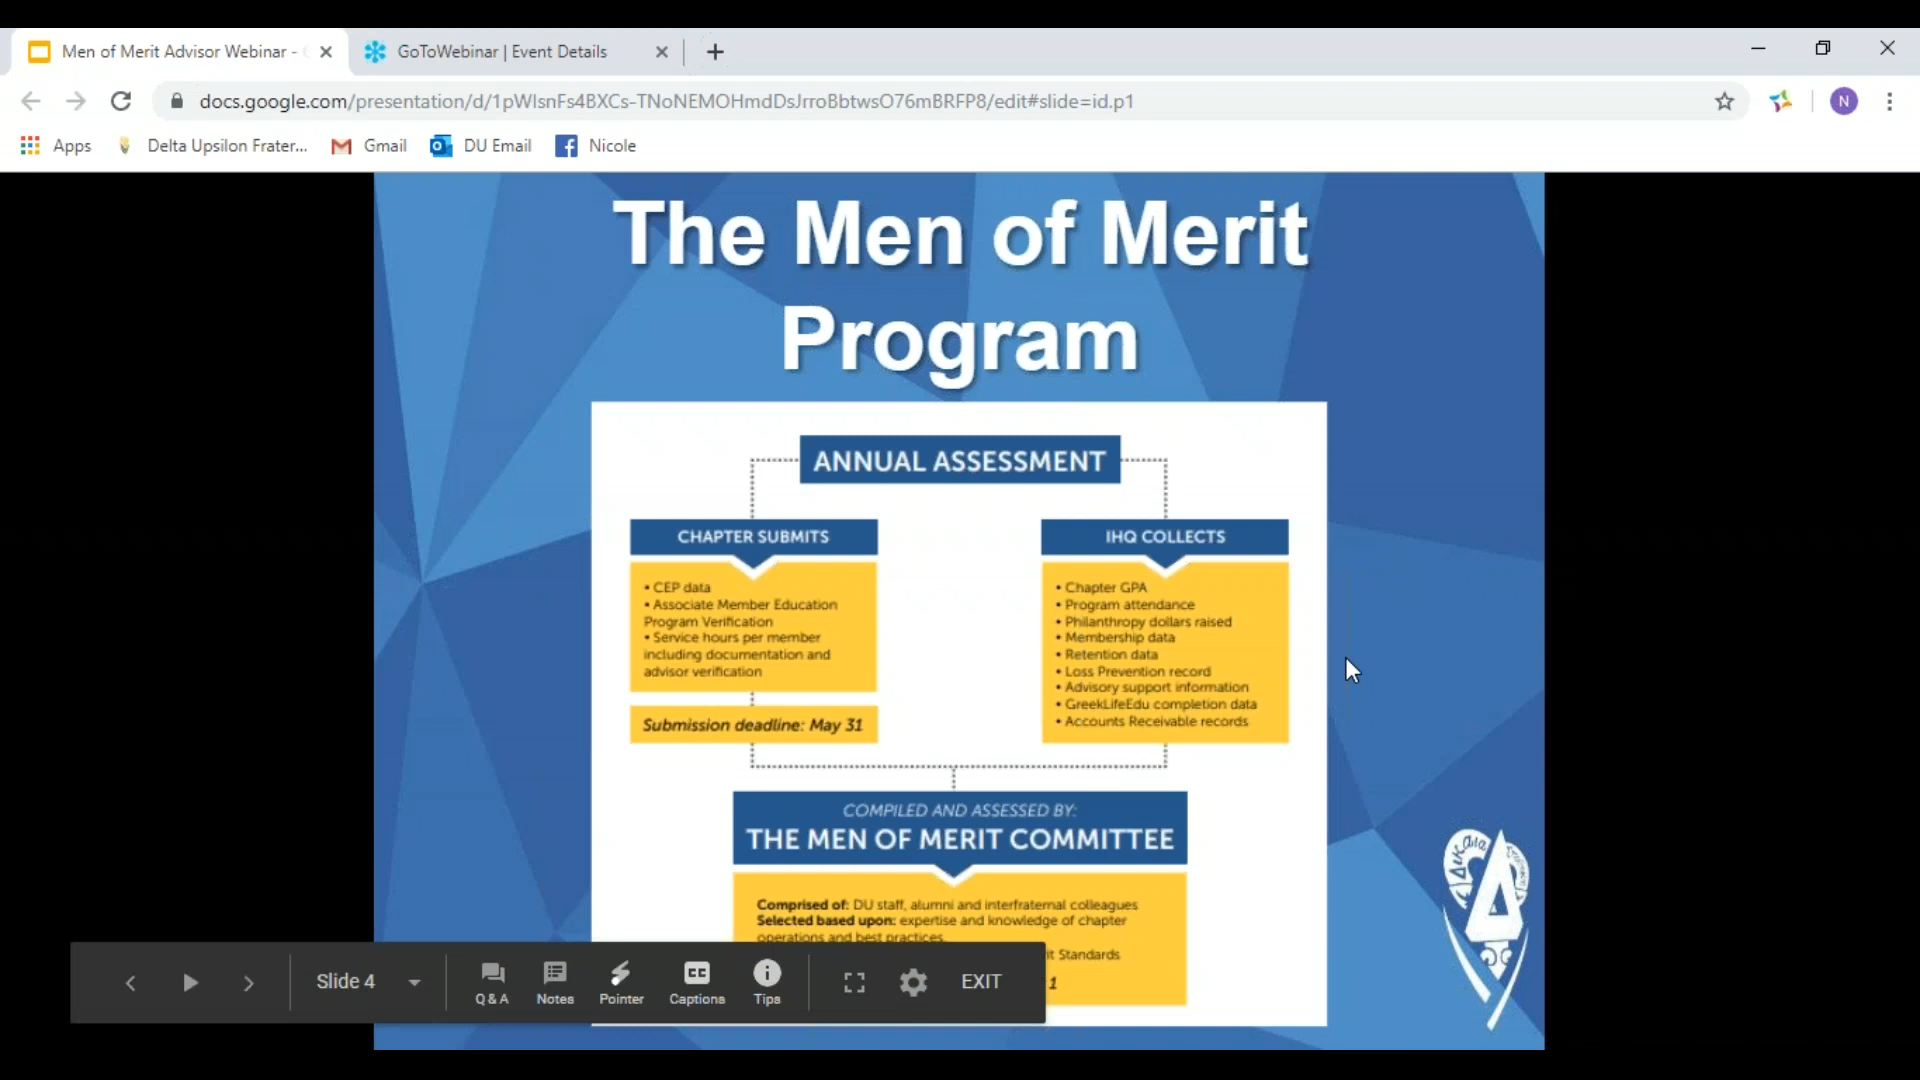 Men of Merit Advisor Webinar -
GoToWebinar | Event Details
docs.google.com/presentation/d/1pWlsnFs4BXCs-TNoNEMOHmdDsJrroBbtwsO76mBRFP8/edit#slide=id.p1
N
Apps
Delta Upsilon Frater...
Gmail
DU Email
Nicole
The Men of Merit
Program
ANNUAL ASSESSMENT
CHAPTER SUBMITS
• CEP data
• Associate Member Education
Program Verification
• Service hours per member
including documentation and
advisor verification
Submission deadline: May 31
IHQ COLLECTS
• Chapter GPA
• Program attendance
• Philanthropy dollars raised
• Membership data
• Retention data
• Loss Prevention record
• Advisory support information
• GreekLifeEdu completion data
• Accounts Receivable records
COMPILED AND ASSESSED BY:
THE MEN OF MERIT COMMITTEE
Comprised of: DU staff, alumni and interfraternal colleagues
Selected based upon: expertise and knowledge of chapter
operations and best practices.
it Standards
1
Slide 4
Q & A
Notes
Pointer
Captions
Tips
EXIT